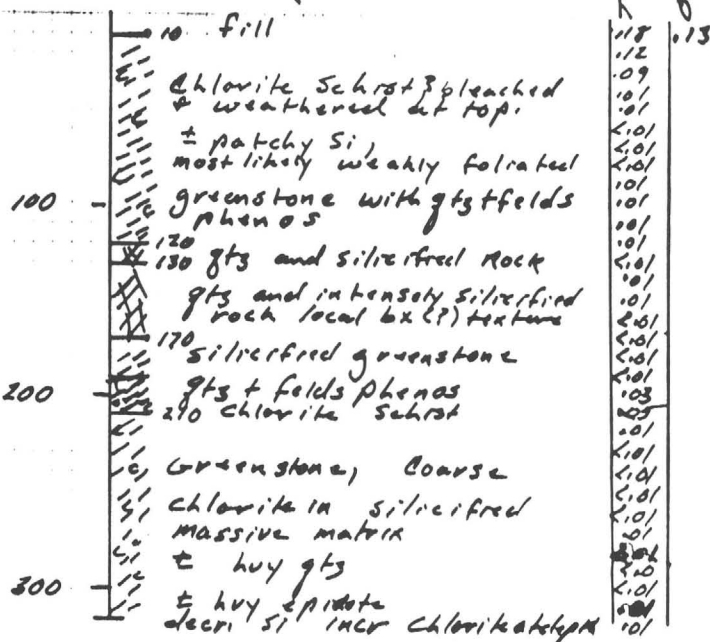 10 fill
.18 .13
.12
Chlorite Schist bleached
.09
& weathered at top.
.01
.01
± patchy Si,
<.01
<.01
most likely weakly foliated
<.01
.01
100 greenstone with qtz + felds
.01
phenos
.01
120
.01
130 qtz and silicified Rock
<.01
qtz and intensely silicified
.01
rock local bx (?) texture
<.01
170
<.01
silicified greenstone
<.01
200 qtz + felds phenos
.03
210 Chlorite Schist
.01
Greenstone, Coarse
<.01
<.01
Chlorite in silicified
<.01
massive matrix
.01
± hvy qtz
300
<.01
± hvy epidote
decr. Si incr Chlorite at depth
.01